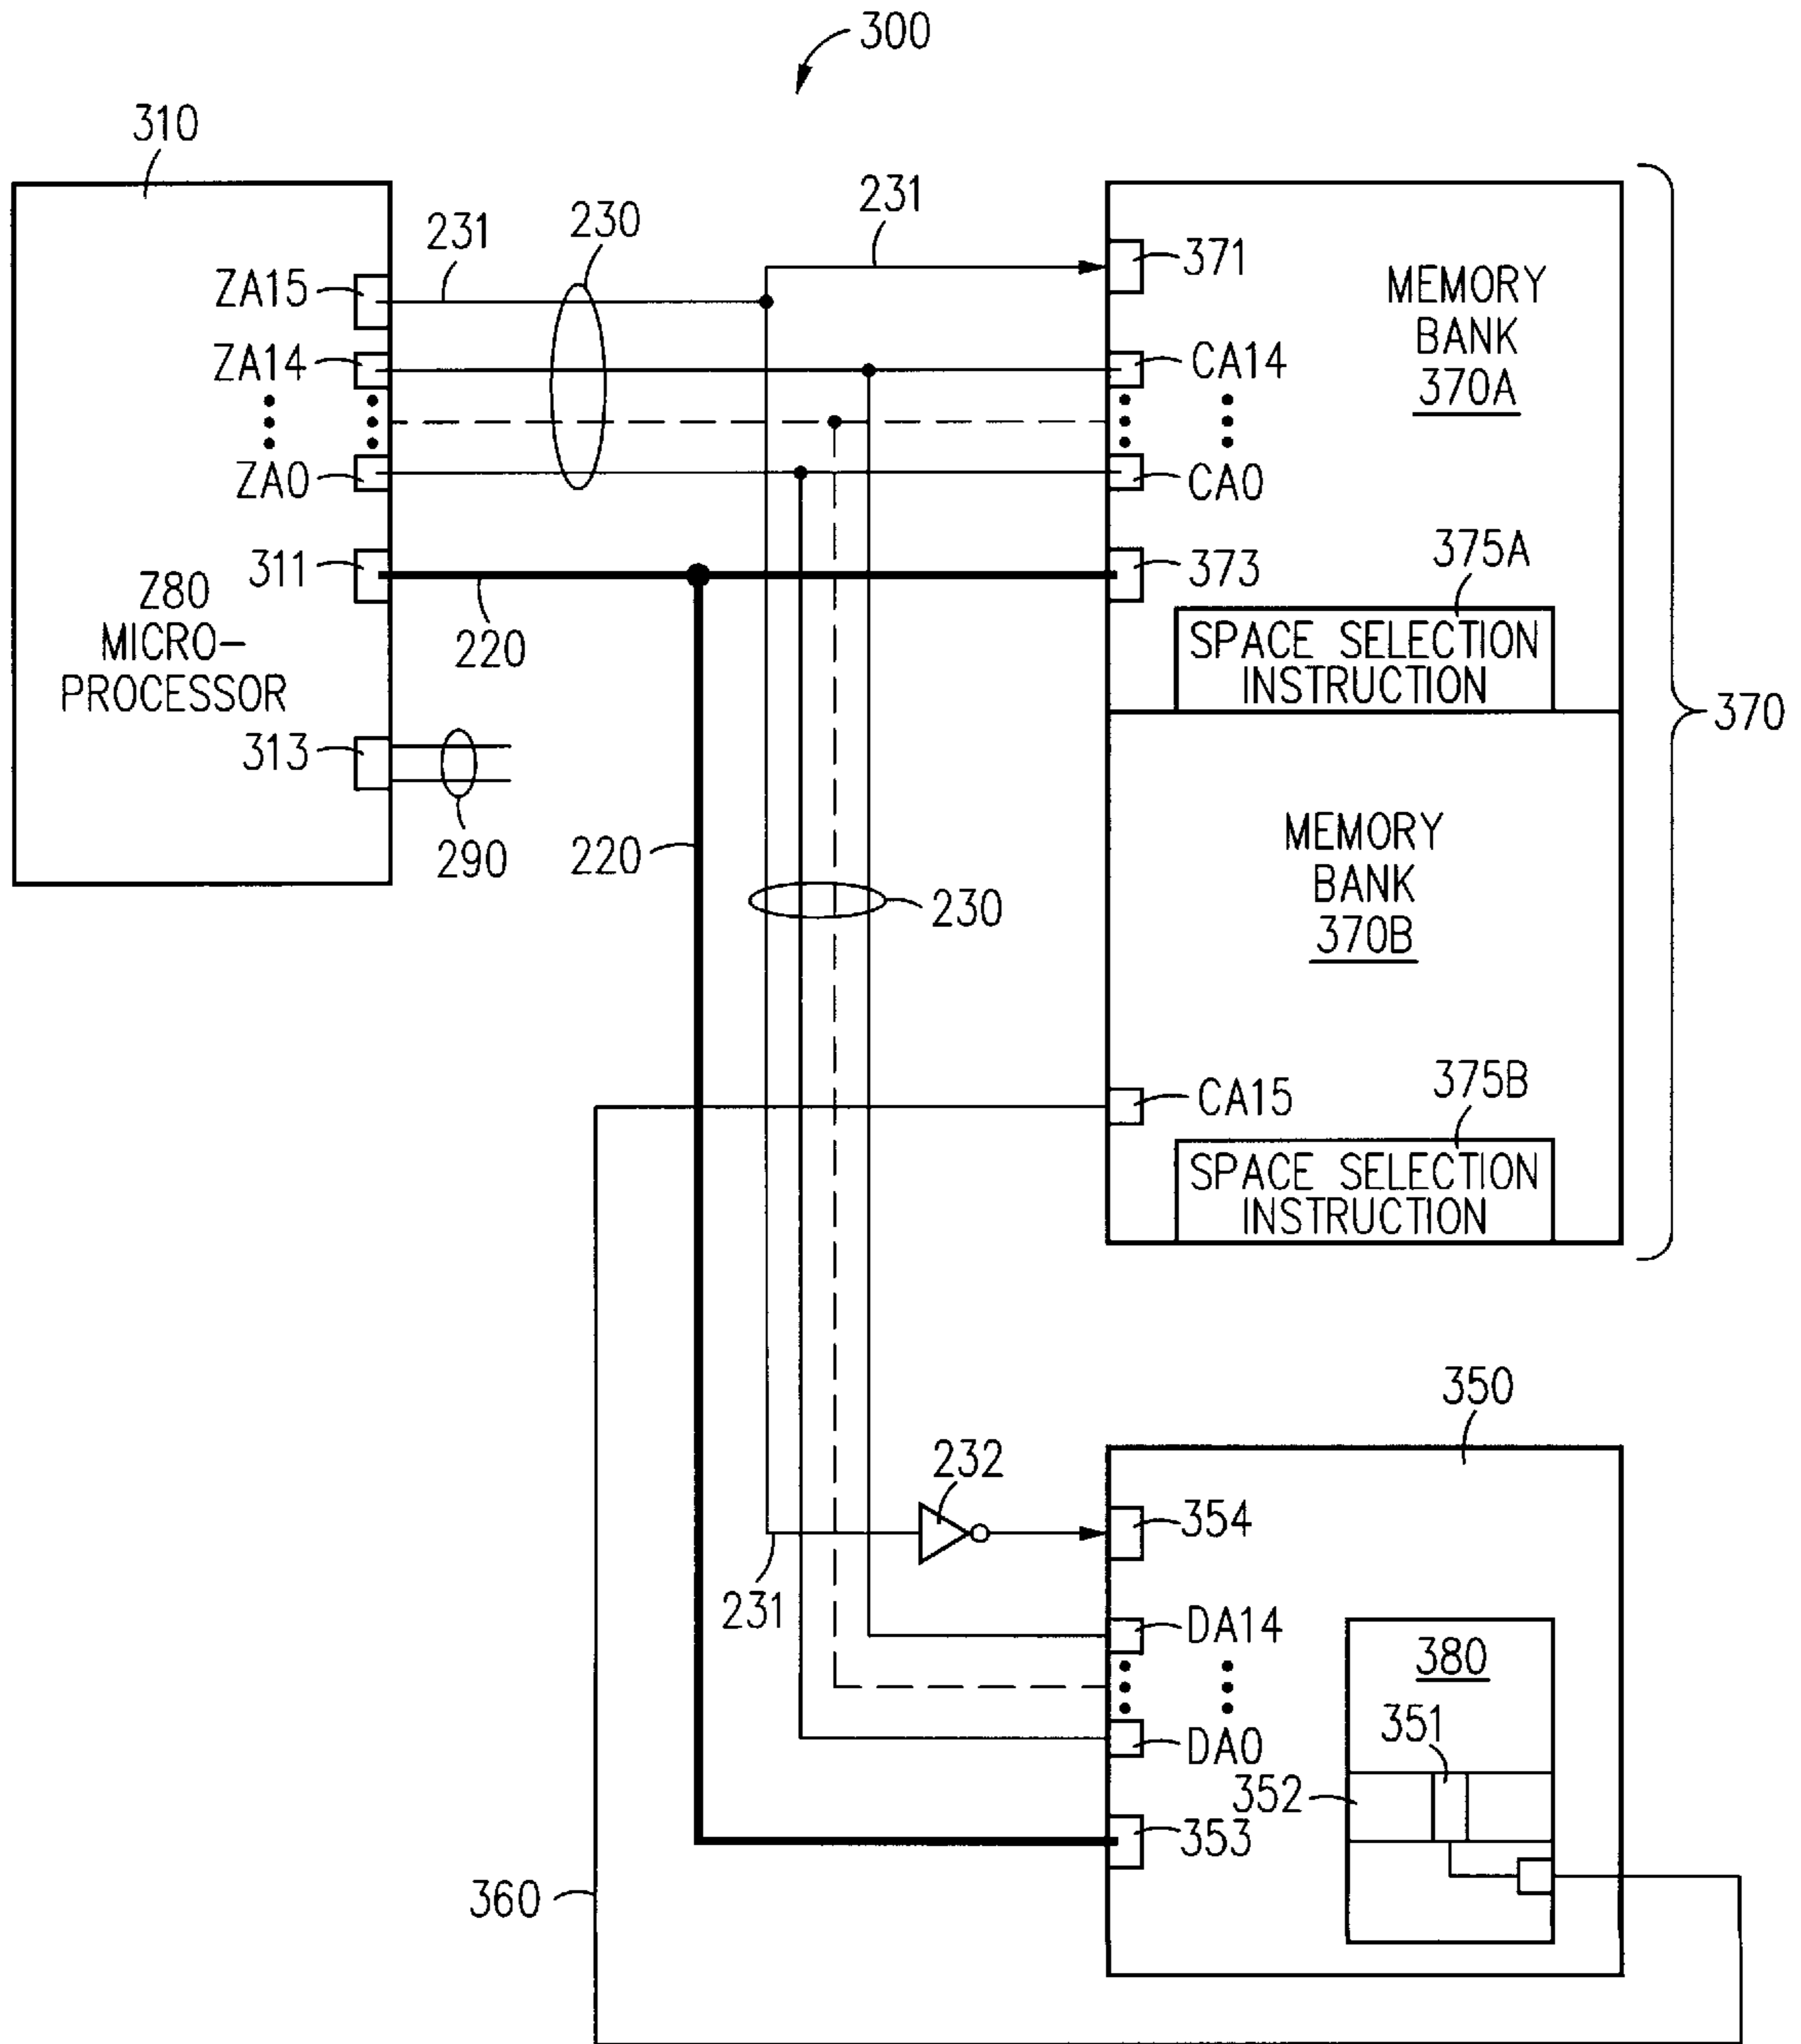 300
310
231
230
231
371
ZA15
MEMORY
BANK
370A
ZA14
CA14
ZA0
CA0
311
373
375A
Z80
MICRO-
PROCESSOR
220
SPACE SELECTION
INSTRUCTION
370
313
290
220
230
MEMORY
BANK
370B
CA15
375B
SPACE SELECTION
INSTRUCTION
350
232
354
231
DA14
380
351
DA0
352
353
360